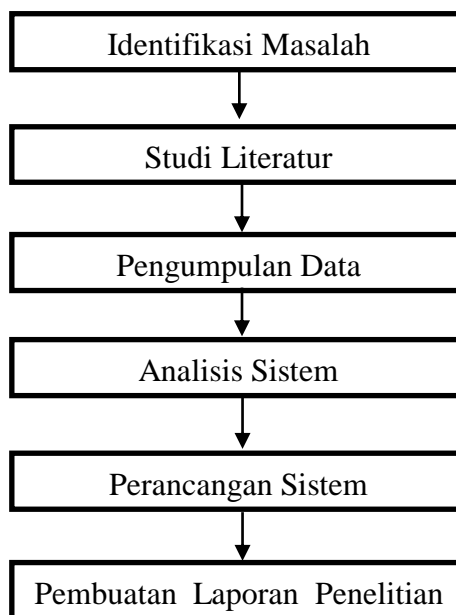 Identifikasi Masalah
Studi Literatur
Pengumpulan Data
Analisis Sistem
Perancangan Sistem
Pembuatan Laporan Penelitian